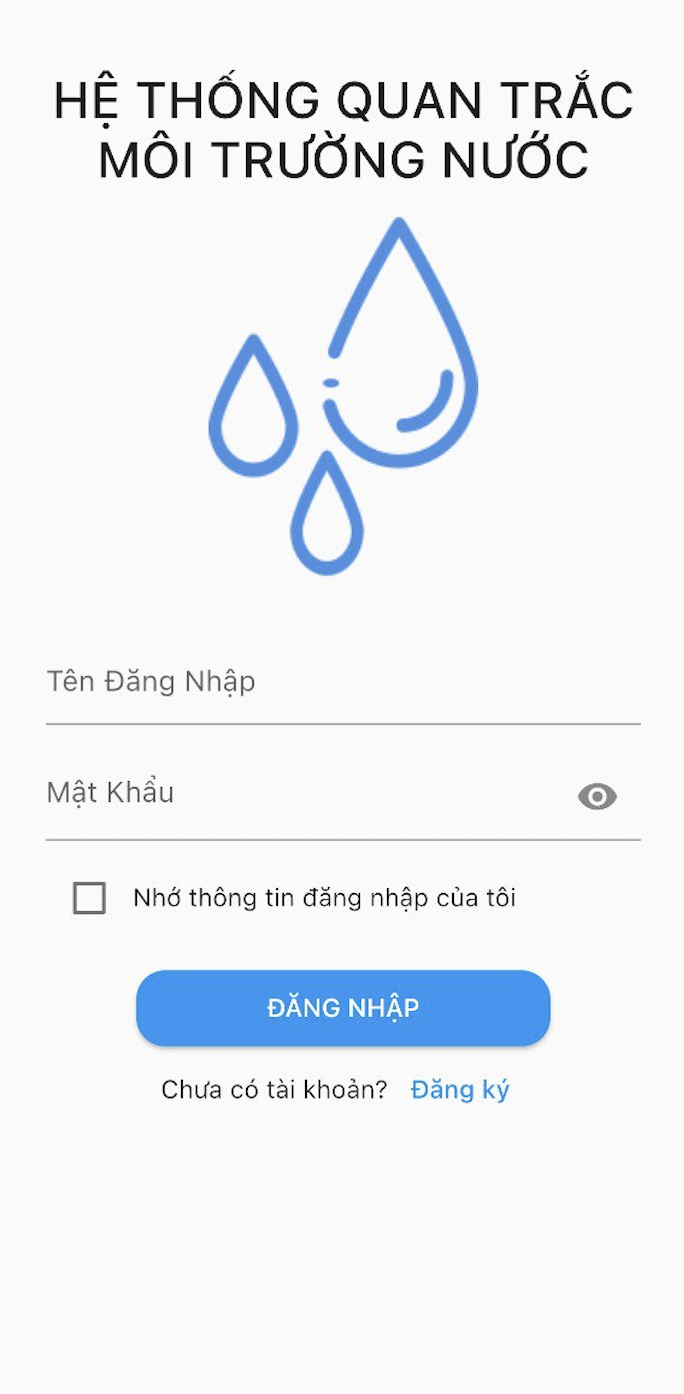 HỆ THỐNG QUAN TRẮC
MÔI TRƯỜNG NƯỚC
Tên Đăng Nhập
Mật Khẩu
Nhớ thông tin đăng nhập của tôi
ĐĂNG NHẬP
Chưa có tài khoản? Đăng ký